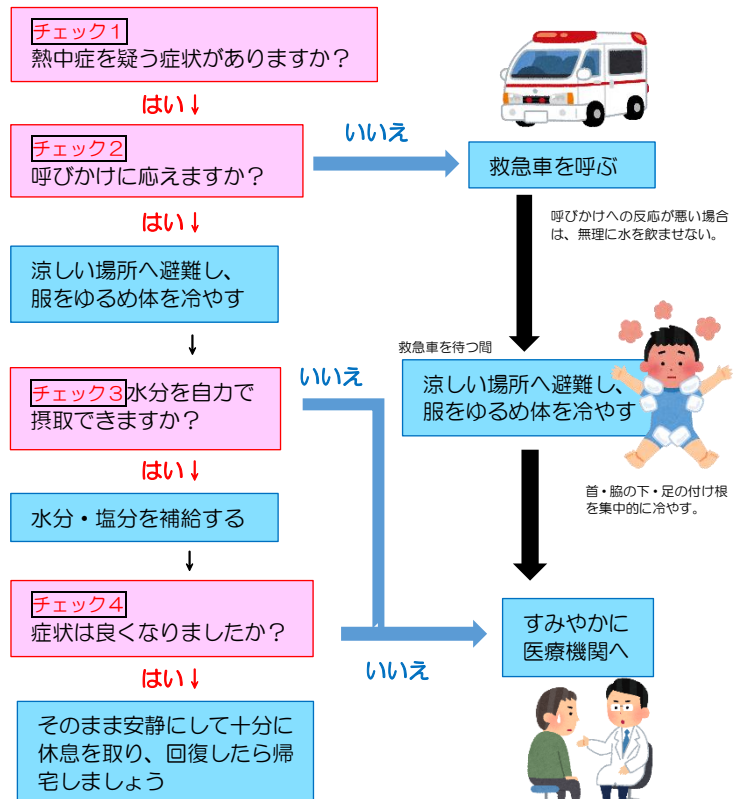 チェック1
熱中症を疑う症状がありますか?
はい↓
チェック2
呼びかけに応えますか?
いいえ
救急車を呼ぶ
呼びかけへの反応が悪い場合
は、無理に水を飲ませない。
はい↓
涼しい場所へ避難し、
服をゆるめ体を冷やす
↓
救急車を待つ間
涼しい場所へ避難し、
服をゆるめ体を冷やす
首・脇の下・足の付け根
を集中的に冷やす。
チェック3水分を自力で
摂取できますか?
いいえ
はい↓
水分・塩分を補給する
↓
チェック4
症状は良くなりましたか?
いいえ
すみやかに
医療機関へ
はい↓
そのまま安静にして十分に
休息を取り、回復したら帰
宅しましょう